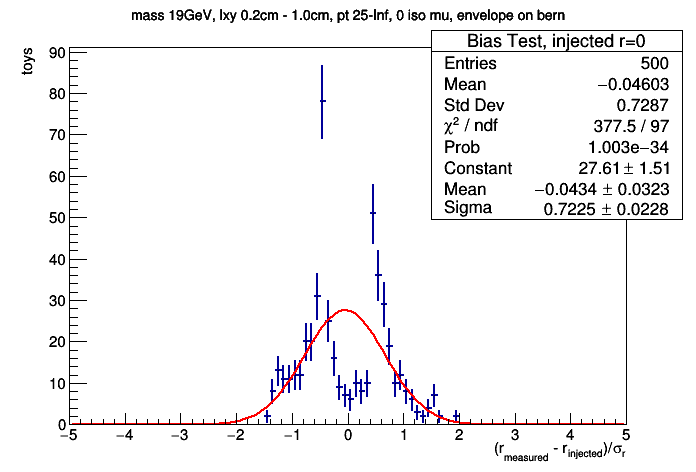 mass 19GeV, lxy 0.2cm - 1.0cm, pt 25-Inf, 0 iso mu, envelope on bern
Bias Test, injected r=0
Entries 500
Mean −0.04603
Std Dev 0.7287
χ² / ndf 377.5 / 97
Prob 1.003e−34
Constant 27.61 ± 1.51
Mean −0.0434 ± 0.0323
Sigma 0.7225 ± 0.0228
toys
90
80
70
60
50
40
30
20
10
0
−5 −4 −3 −2 −1 0 1 2 3 4 5
(r_measured - r_injected)/σ_r